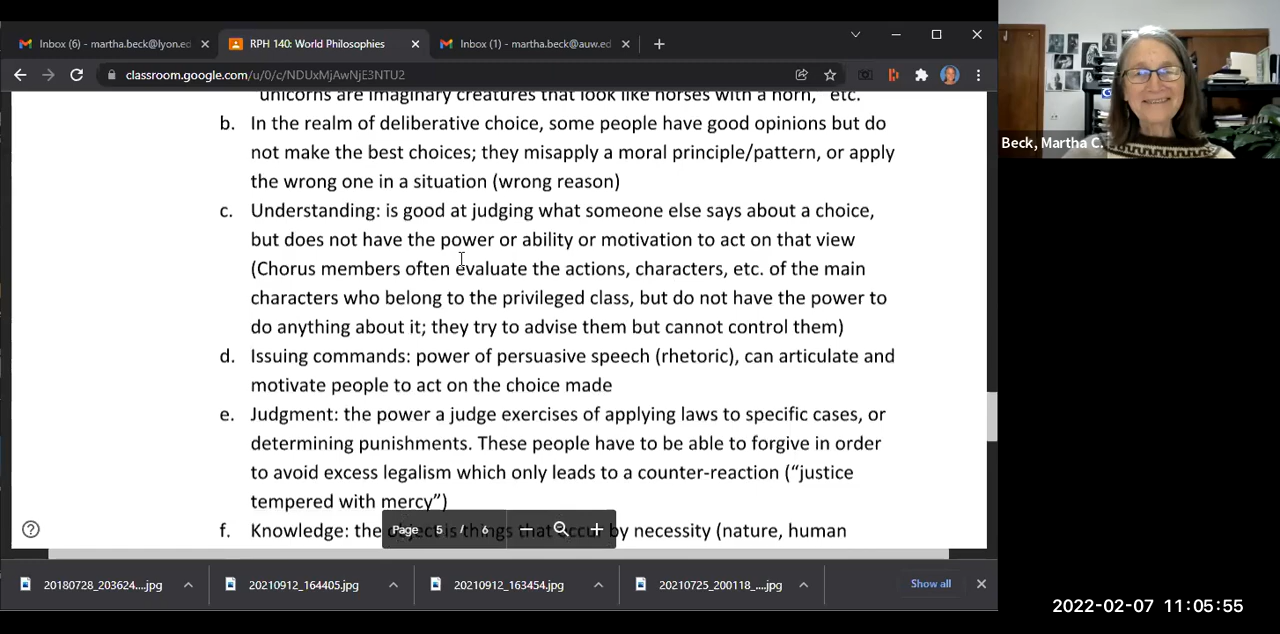 Inbox (6) - martha.beck@lyon.ed
RPH 140: World Philosophies
Inbox (1) - martha.beck@auw.ed
classroom.google.com/u/0/c/NDUxMjAwNjE3NTU2
"unicorns are imaginary creatures that look like horses with a horn," etc.
b. In the realm of deliberative choice, some people have good opinions but do
not make the best choices; they misapply a moral principle/pattern, or apply
the wrong one in a situation (wrong reason)
c. Understanding: is good at judging what someone else says about a choice,
but does not have the power or ability or motivation to act on that view
(Chorus members often evaluate the actions, characters, etc. of the main
characters who belong to the privileged class, but do not have the power to
do anything about it; they try to advise them but cannot control them)
d. Issuing commands: power of persuasive speech (rhetoric), can articulate and
motivate people to act on the choice made
e. Judgment: the power a judge exercises of applying laws to specific cases, or
determining punishments. These people have to be able to forgive in order
to avoid excess legalism which only leads to a counter-reaction ("justice
tempered with mercy")
f. Knowledge: the object is things that occur by necessity (nature, human
Page 5 / 6
20180728_203624....jpg
20210912_164405.jpg
20210912_163454.jpg
20210725_200118_....jpg
Show all
Beck, Martha C.
2022-02-07 11:05:55